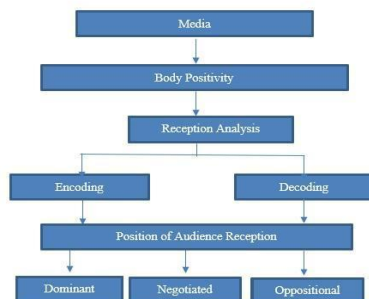 Media
Body Positivity
Reception Analysis
Encoding
Decoding
Position of Audience Reception
Dominant
Negotiated
Oppositional